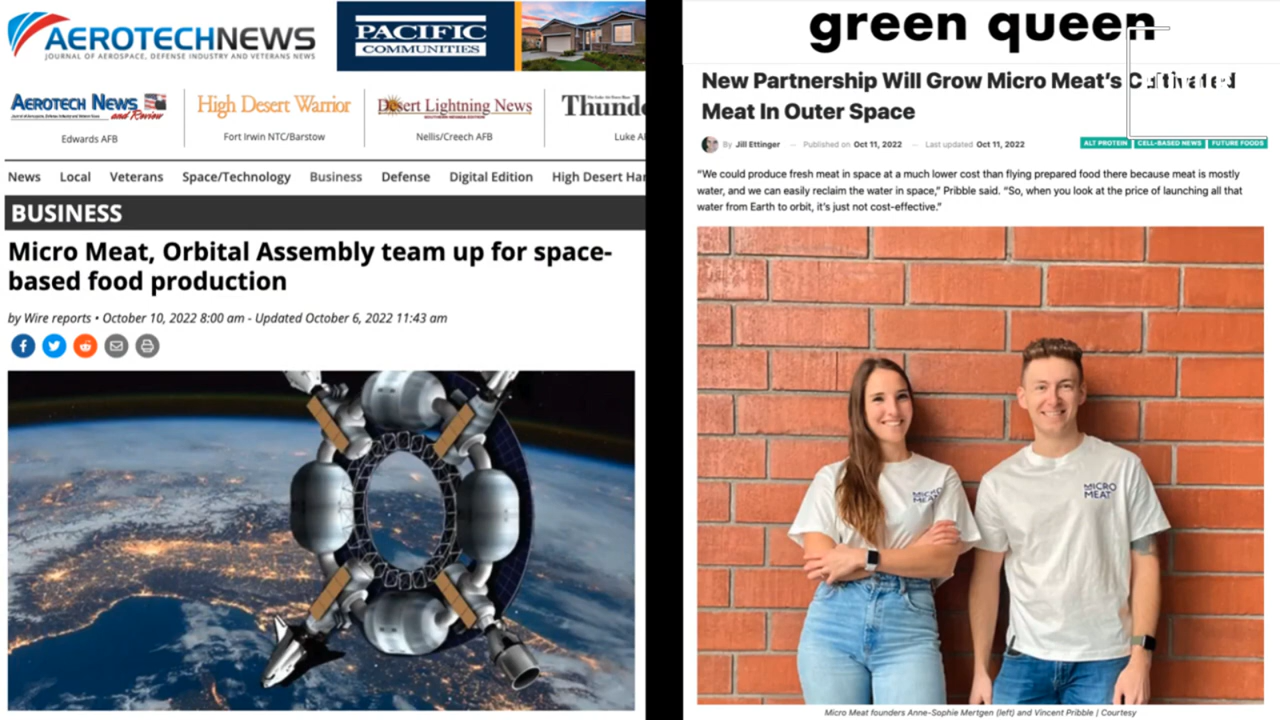 AEROTECHNEWS
JOURNAL OF AEROSPACE, DEFENSE INDUSTRY AND VETERANS NEWS
PACIFIC
COMMUNITIES
AEROTECH NEWS
and Review
Edwards AFB
High Desert Warrior
Fort Irwin NTC/Barstow
Desert Lightning News
Nellis/Creech AFB
Thund
Luke A
News Local Veterans Space/Technology Business Defense Digital Edition High Desert Ha
BUSINESS
Micro Meat, Orbital Assembly team up for space-
based food production
by Wire reports • October 10, 2022 8:00 am - Updated October 6, 2022 11:43 am
green queen
New Partnership Will Grow Micro Meat's Cultivated
Meat In Outer Space
By Jill Ettinger — Published on Oct 11, 2022 — Last updated Oct 11, 2022
ALT PROTEIN CELL-BASED NEWS FUTURE FOODS
“We could produce fresh meat in space at a much lower cost than flying prepared food there because meat is mostly
water, and we can easily reclaim the water in space,” Pribble said. “So, when you look at the price of launching all that
water from Earth to orbit, it's just not cost-effective.”
MICRO
MEAT
MICRO
MEAT
Micro Meat founders Anne-Sophie Mertgen (left) and Vincent Pribble | Courtesy